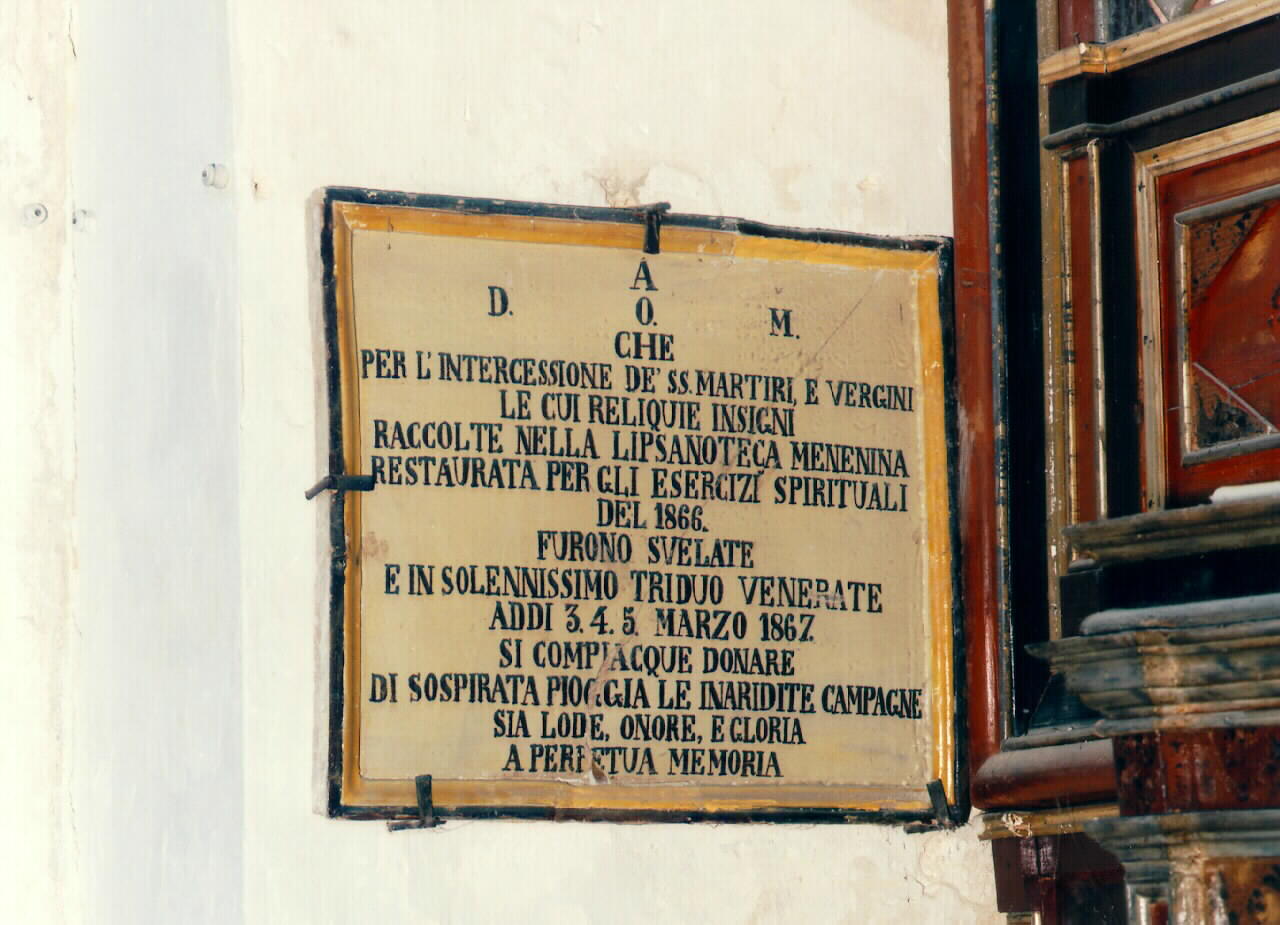 A
D. O. M.
CHE
PER L' INTERCESSIONE DE' SS. MARTIRI, E VERGINI
LE CUI RELIQUIE INSIGNI
RACCOLTE NELLA LIPSANOTECA MENENINA
RESTAURATA PER GLI ESERCIZI SPIRITUALI
DEL 1866.
FURONO SVELATE
E IN SOLENNISSIMO TRIDUO VENERATE
ADDI 3. 4. 5. MARZO 1867.
SI COMPIACQUE DONARE
DI SOSPIRATA PIOGGIA LE INARIDITE CAMPAGNE
SIA LODE, ONORE, E GLORIA
A PERPETUA MEMORIA